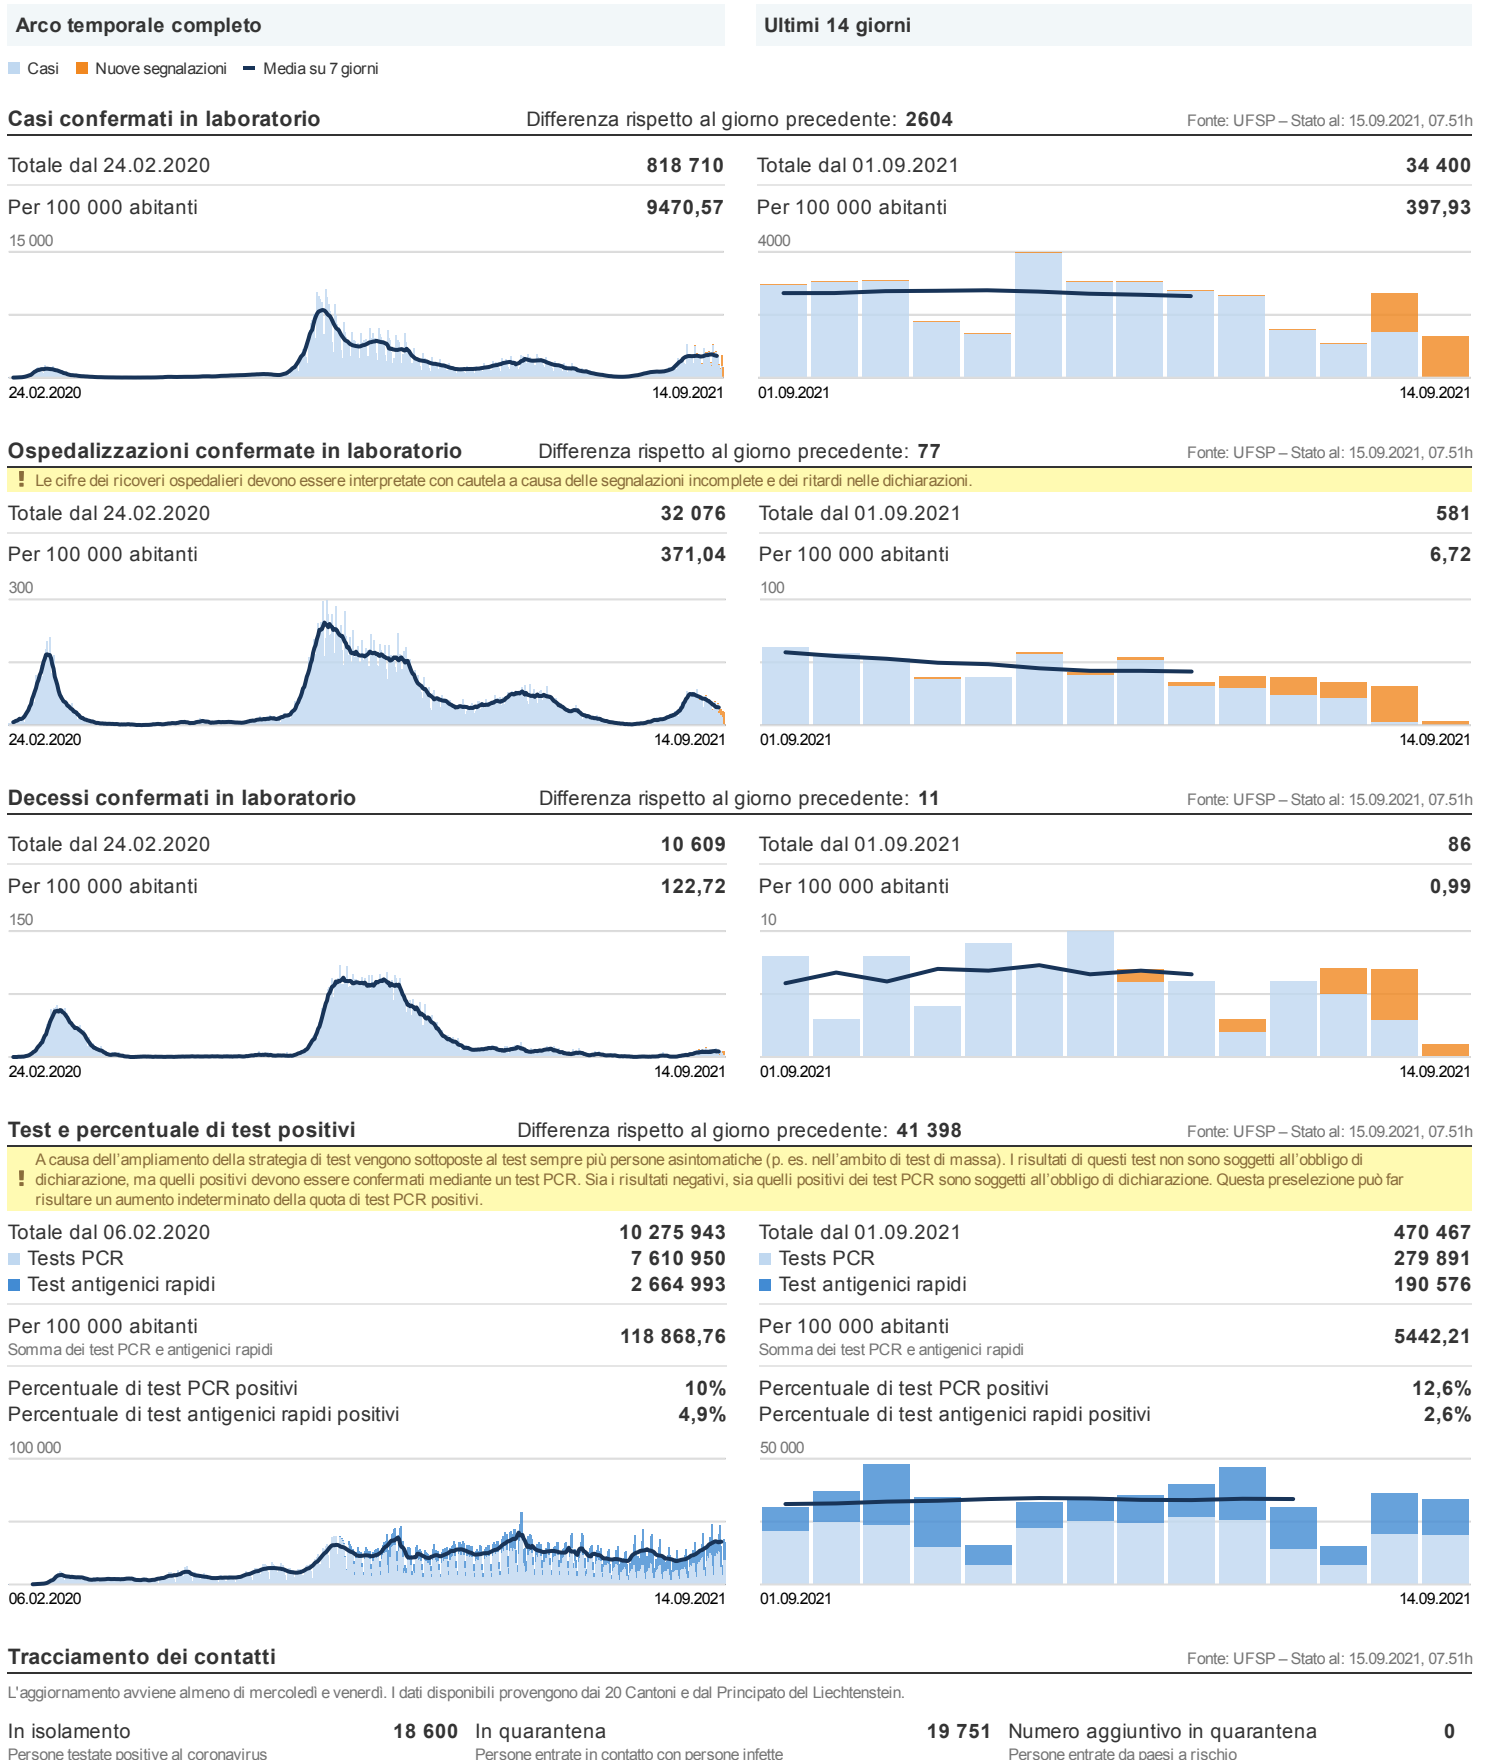 Arco temporale completo
Ultimi 14 giorni
Casi Nuove segnalazioni Media su 7 giorni
Casi confermati in laboratorio Differenza rispetto al giorno precedente: 2604 Fonte: UFSP – Stato al: 15.09.2021, 07.51h
Totale dal 24.02.2020 818 710
Per 100 000 abitanti 9470,57
15 000
24.02.2020 14.09.2021
Totale dal 01.09.2021 34 400
Per 100 000 abitanti 397,93
4000
01.09.2021 14.09.2021
Ospedalizzazioni confermate in laboratorio Differenza rispetto al giorno precedente: 77 Fonte: UFSP – Stato al: 15.09.2021, 07.51h
! Le cifre dei ricoveri ospedalieri devono essere interpretate con cautela a causa delle segnalazioni incomplete e dei ritardi nelle dichiarazioni.
Totale dal 24.02.2020 32 076
Per 100 000 abitanti 371,04
300
24.02.2020 14.09.2021
Totale dal 01.09.2021 581
Per 100 000 abitanti 6,72
100
01.09.2021 14.09.2021
Decessi confermati in laboratorio Differenza rispetto al giorno precedente: 11 Fonte: UFSP – Stato al: 15.09.2021, 07.51h
Totale dal 24.02.2020 10 609
Per 100 000 abitanti 122,72
150
24.02.2020 14.09.2021
Totale dal 01.09.2021 86
Per 100 000 abitanti 0,99
10
01.09.2021 14.09.2021
Test e percentuale di test positivi Differenza rispetto al giorno precedente: 41 398 Fonte: UFSP – Stato al: 15.09.2021, 07.51h
A causa dell'ampliamento della strategia di test vengono sottoposte al test sempre più persone asintomatiche (p. es. nell'ambito di test di massa). I risultati di questi test non sono soggetti all'obbligo di
! dichiarazione, ma quelli positivi devono essere confermati mediante un test PCR. Sia i risultati negativi, sia quelli positivi dei test PCR sono soggetti all'obbligo di dichiarazione. Questa preselezione può far
risultare un aumento indeterminato della quota di test PCR positivi.
Totale dal 06.02.2020 10 275 943
Tests PCR 7 610 950
Test antigenici rapidi 2 664 993
Per 100 000 abitanti 118 868,76
Somma dei test PCR e antigenici rapidi
Percentuale di test PCR positivi 10%
Percentuale di test antigenici rapidi positivi 4,9%
100 000
06.02.2020 14.09.2021
Totale dal 01.09.2021 470 467
Tests PCR 279 891
Test antigenici rapidi 190 576
Per 100 000 abitanti 5442,21
Somma dei test PCR e antigenici rapidi
Percentuale di test PCR positivi 12,6%
Percentuale di test antigenici rapidi positivi 2,6%
50 000
01.09.2021 14.09.2021
Tracciamento dei contatti Fonte: UFSP – Stato al: 15.09.2021, 07.51h
L'aggiornamento avviene almeno di mercoledì e venerdì. I dati disponibili provengono dai 20 Cantoni e dal Principato del Liechtenstein.
In isolamento 18 600
Persone testate positive al coronavirus
In quarantena 19 751
Persone entrate in contatto con persone infette
Numero aggiuntivo in quarantena 0
Persone entrate da paesi a rischio